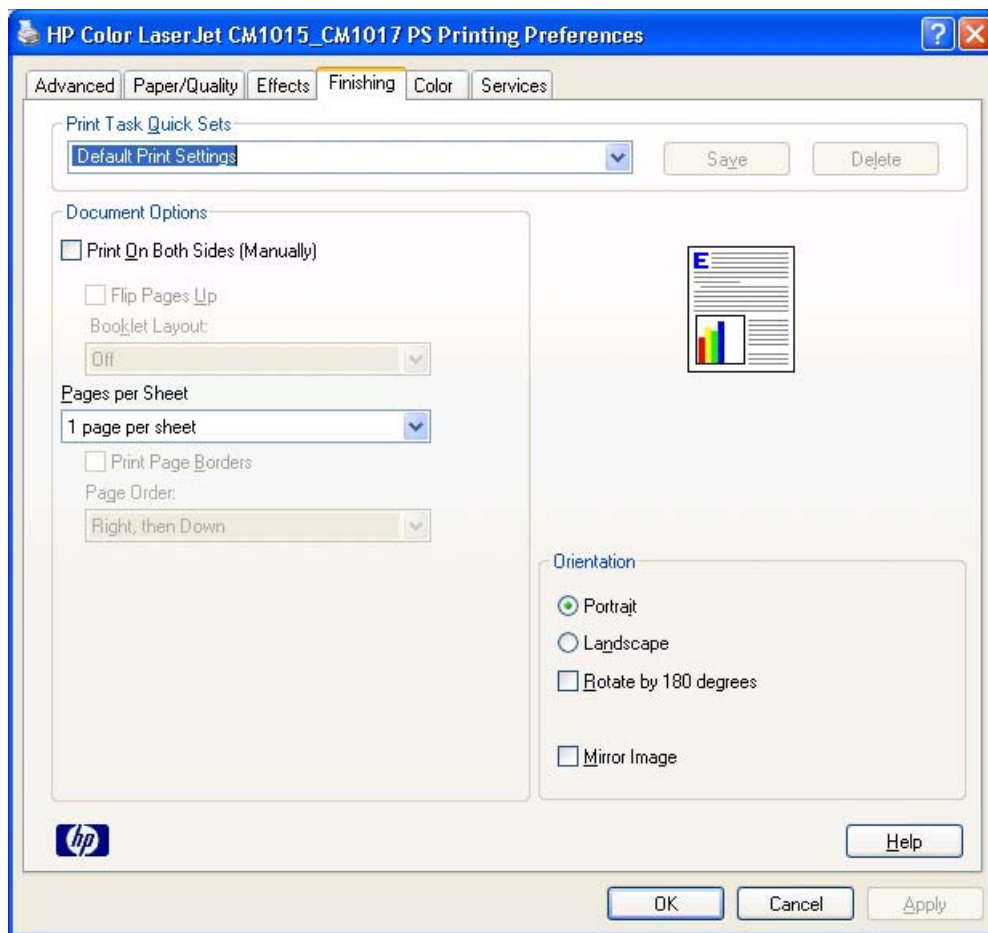 HP Color LaserJet CM1015_CM1017 PS Printing Preferences
Advanced Paper/Quality Effects Finishing Color Services
Print Task Quick Sets
Default Print Settings
Save Delete
Document Options
Print On Both Sides (Manually)
Flip Pages Up
Booklet Layout:
Off
Pages per Sheet
1 page per sheet
Print Page Borders
Page Order:
Right, then Down
E
Orientation
Portrait
Landscape
Rotate by 180 degrees
Mirror Image
hp
Help
OK Cancel Apply